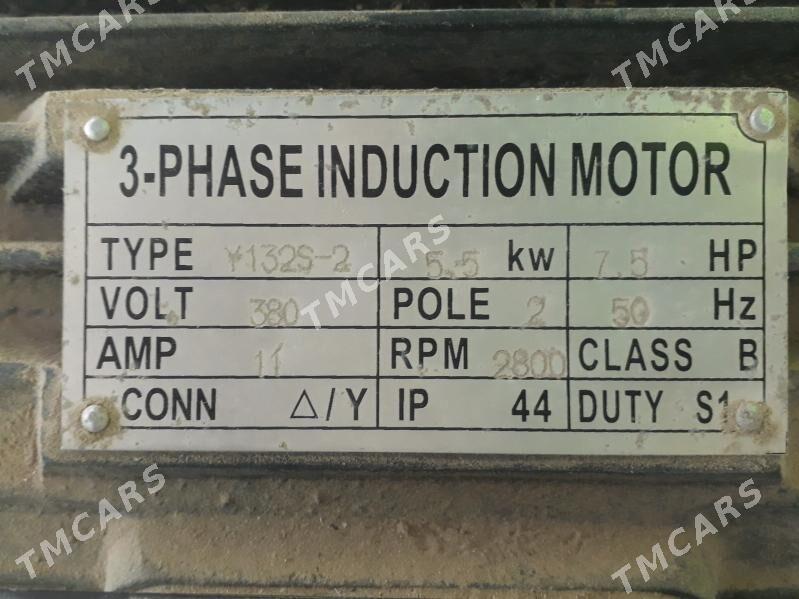 TMCARS TMCARS
3-PHASE INDUCTION MOTOR
TYPE Y132S-2 5.5 kw 7.5 HP
VOLT 380 POLE 2 50 Hz
TMCARS
AMP 11 RPM 2800 CLASS B
CONN △/Y IP 44 DUTY S1
TMCARS TMCARS